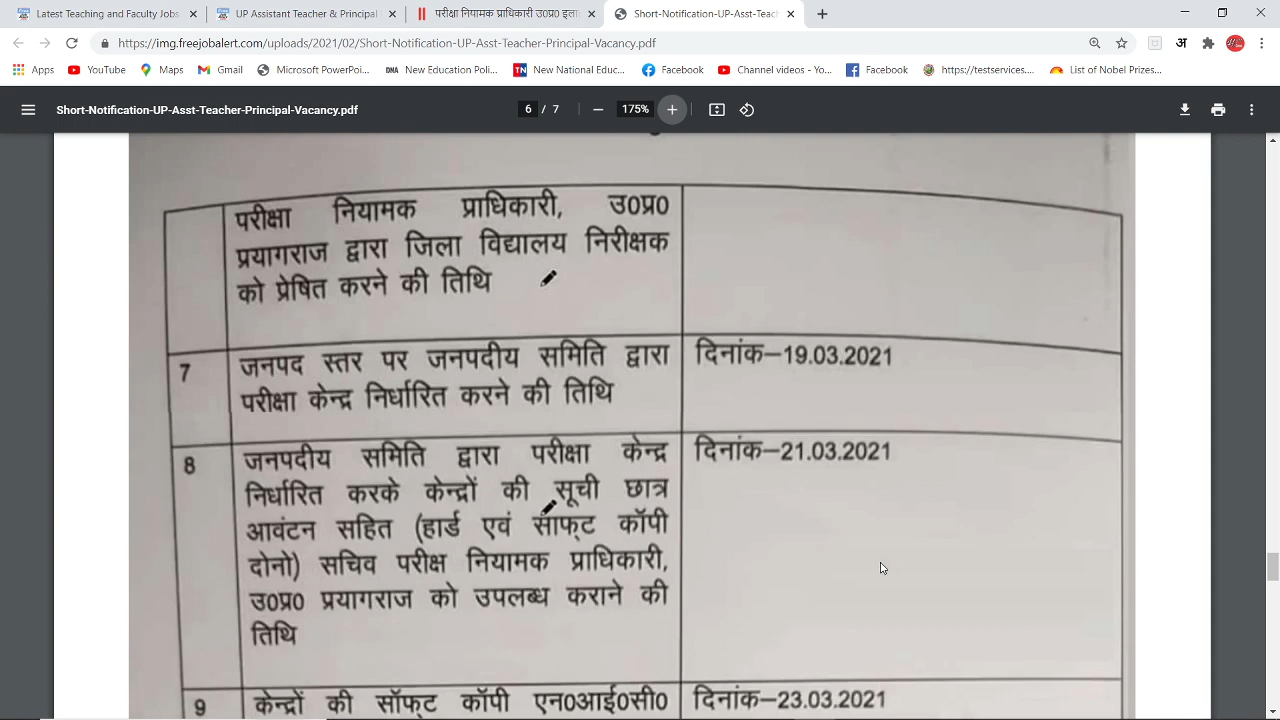 Latest Teaching and Faculty Jobs
UP Assistant Teacher & Principal
परीक्षा नियामक प्राधिकारी उ०प्र० इला
Short-Notification-UP-Asst-Teach
https://img.freejobalert.com/uploads/2021/02/Short-Notification-UP-Asst-Teacher-Principal-Vacancy.pdf
अ
Apps
YouTube
Maps
Gmail
Microsoft PowerPoi...
DNA New Education Poli...
TN New National Educ...
Facebook
Channel videos - Yo...
Facebook
https://testservices....
List of Nobel Prizes...
Short-Notification-UP-Asst-Teacher-Principal-Vacancy.pdf
6 / 7
175%
परीक्षा नियामक प्राधिकारी, उ0प्र0
प्रयागराज द्वारा जिला विद्यालय निरीक्षक
को प्रेषित करने की तिथि
7 जनपद स्तर पर जनपदीय समिति द्वारा दिनांक–19.03.2021
परीक्षा केन्द्र निर्धारित करने की तिथि
8 जनपदीय समिति द्वारा परीक्षा केन्द्र दिनांक–21.03.2021
निर्धारित करके केन्द्रों की सूची छात्र
आवंटन सहित (हार्ड एवं साफ्ट कॉपी
दोनो) सचिव परीक्ष नियामक प्राधिकारी,
उ0प्र0 प्रयागराज को उपलब्ध कराने की
तिथि
9 केन्द्रों की सॉफ्ट कॉपी एन0आई0सी0 दिनांक–23.03.2021